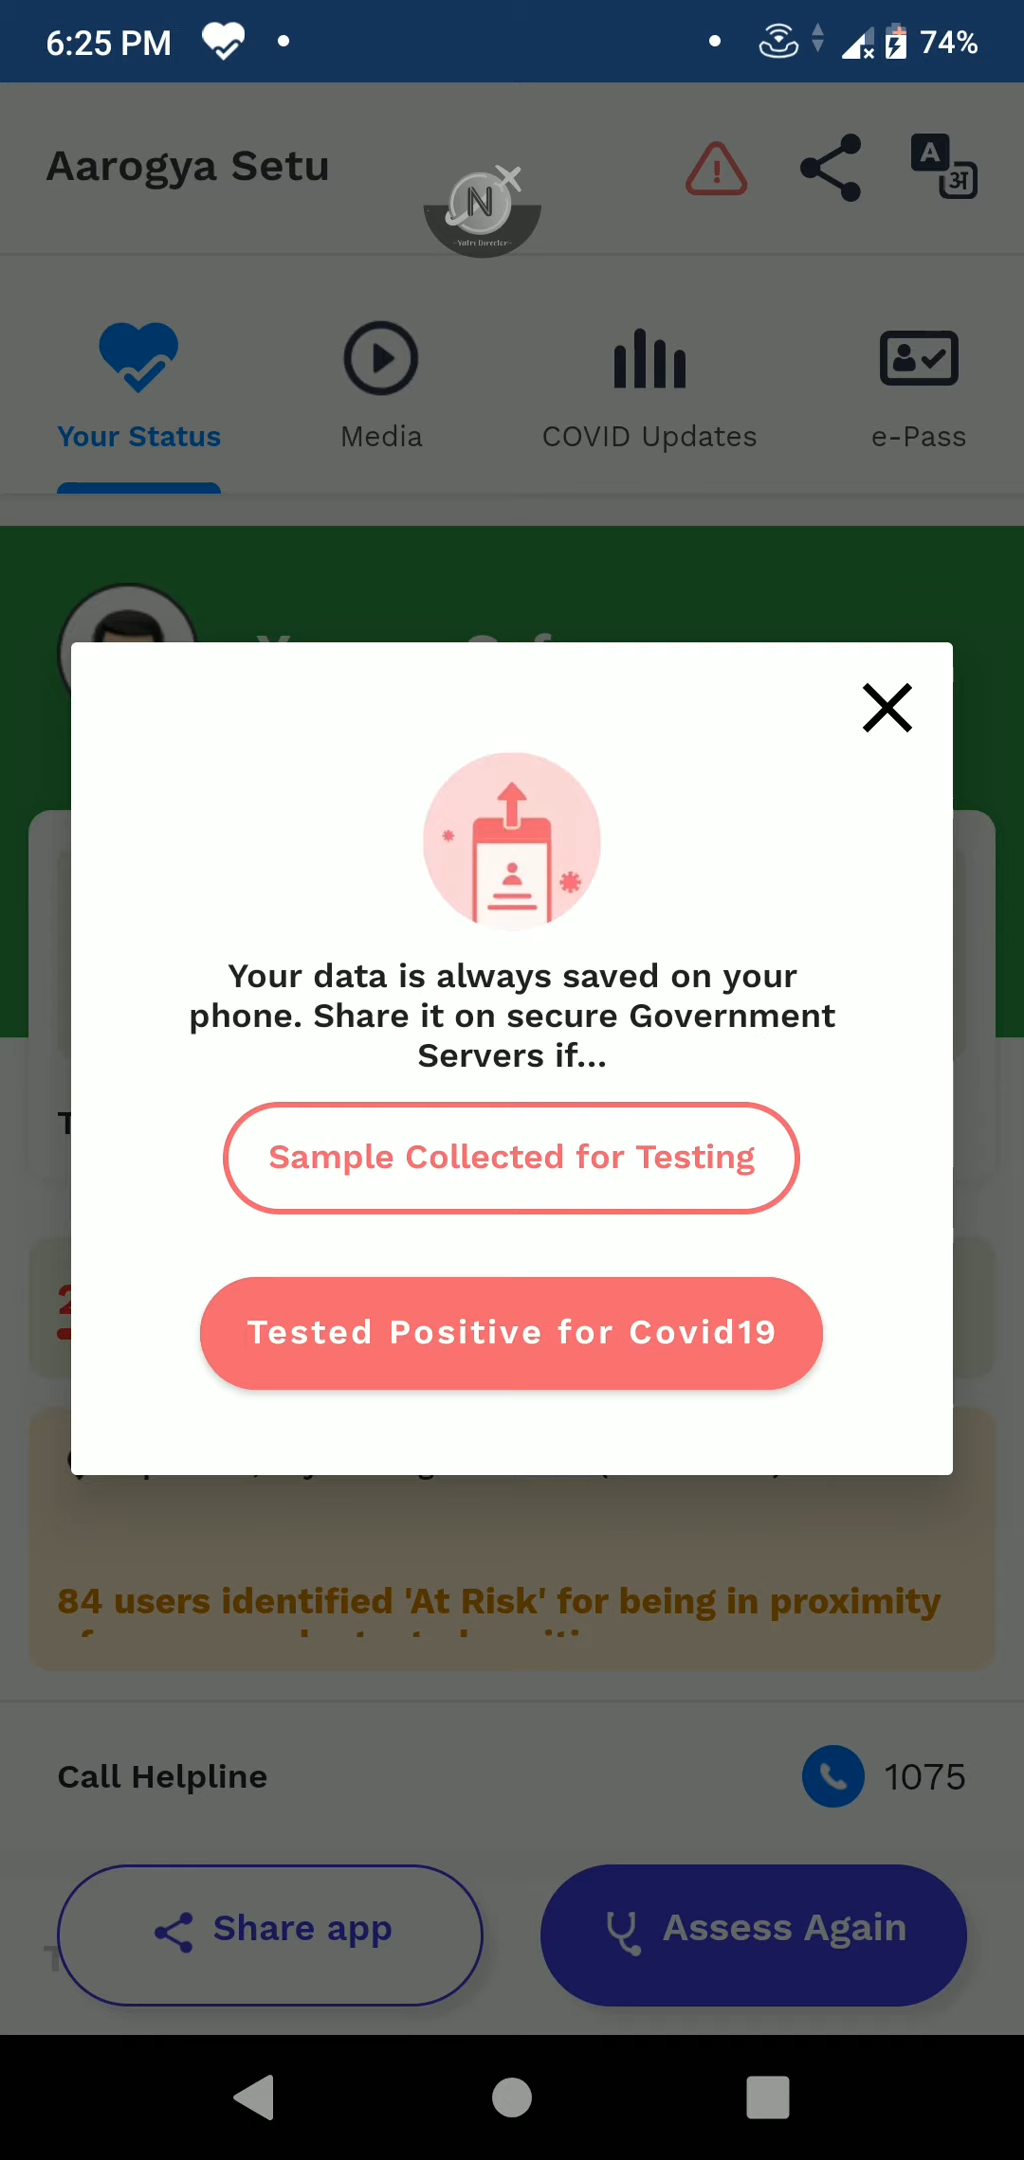 6:25 PM
74%
Aarogya Setu
A
अ
N
Your Status
Media
COVID Updates
e-Pass
Your data is always saved on your
phone. Share it on secure Government
Servers if...
Sample Collected for Testing
Tested Positive for Covid19
84 users identified 'At Risk' for being in proximity
Call Helpline
1075
Share app
Assess Again